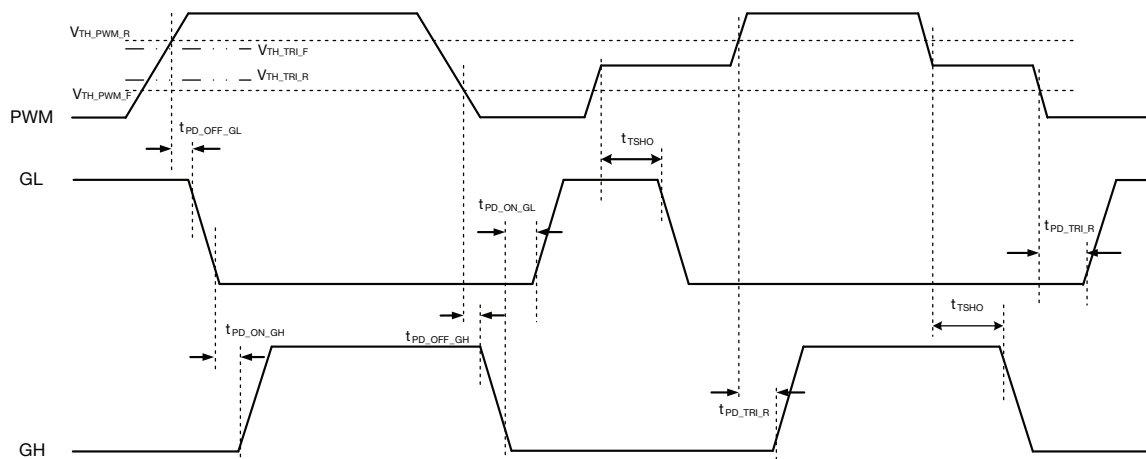 VTH_PWM_R
VTH_TRI_F
VTH_TRI_R
VTH_PWM_F
PWM
tPD_OFF_GL
tTSHO
GL
tPD_ON_GL
tPD_TRI_R
tTSHO
tPD_ON_GH
tPD_OFF_GH
tPD_TRI_R
GH